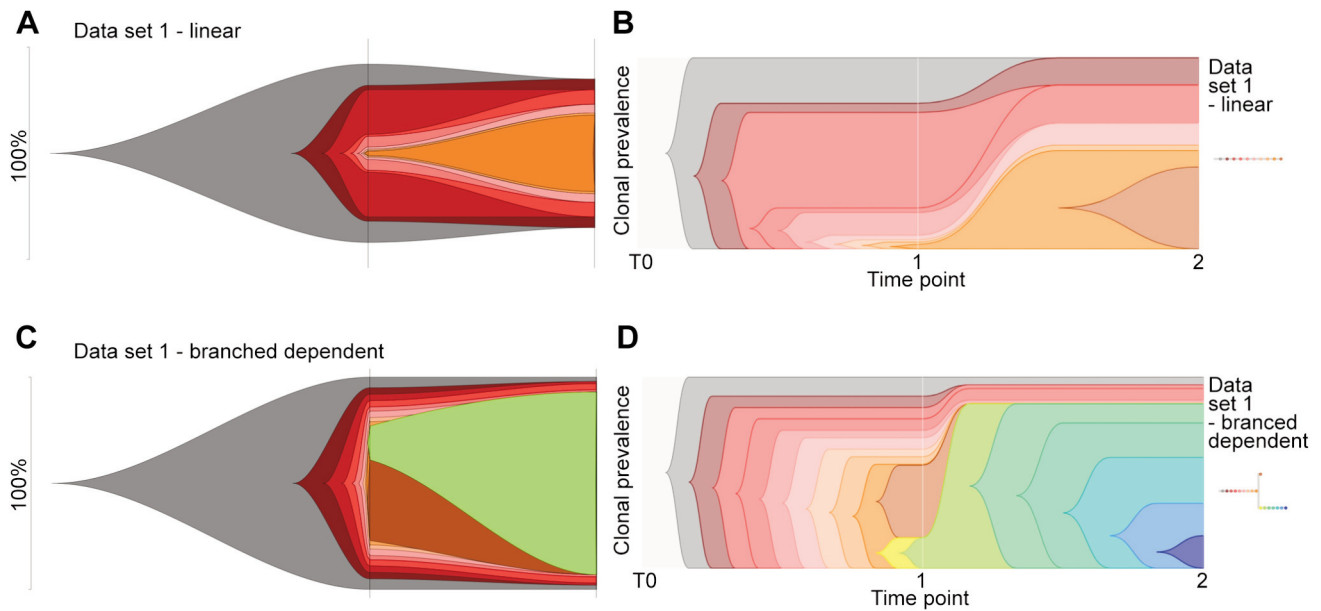 A
Data set 1 - linear
100%
B
Clonal prevalence
T0
1
2
Time point
Data
set 1
- linear
C
Data set 1 - branched dependent
100%
D
Clonal prevalence
T0
1
2
Time point
Data
set 1
- branced
dependent